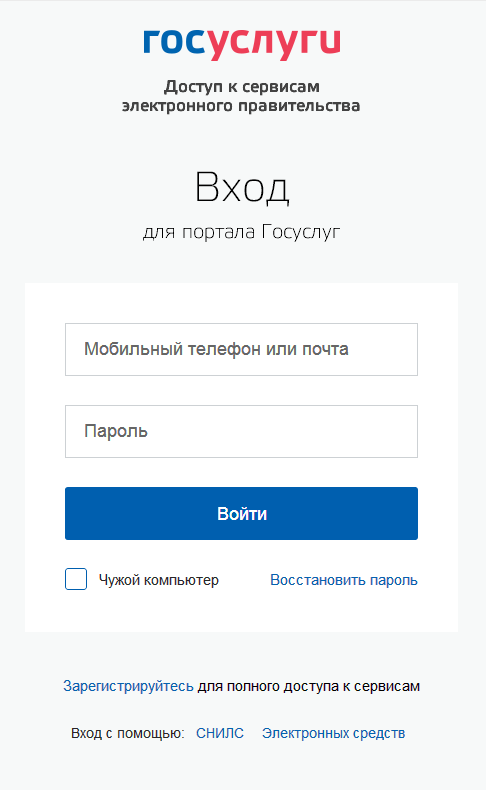 госуслуги
Доступ к сервисам
электронного правительства
Вход
для портала Госуслуг
Мобильный телефон или почта
Пароль
Войти
Чужой компьютер Восстановить пароль
Зарегистрируйтесь для полного доступа к сервисам
Вход с помощью: СНИЛС Электронных средств